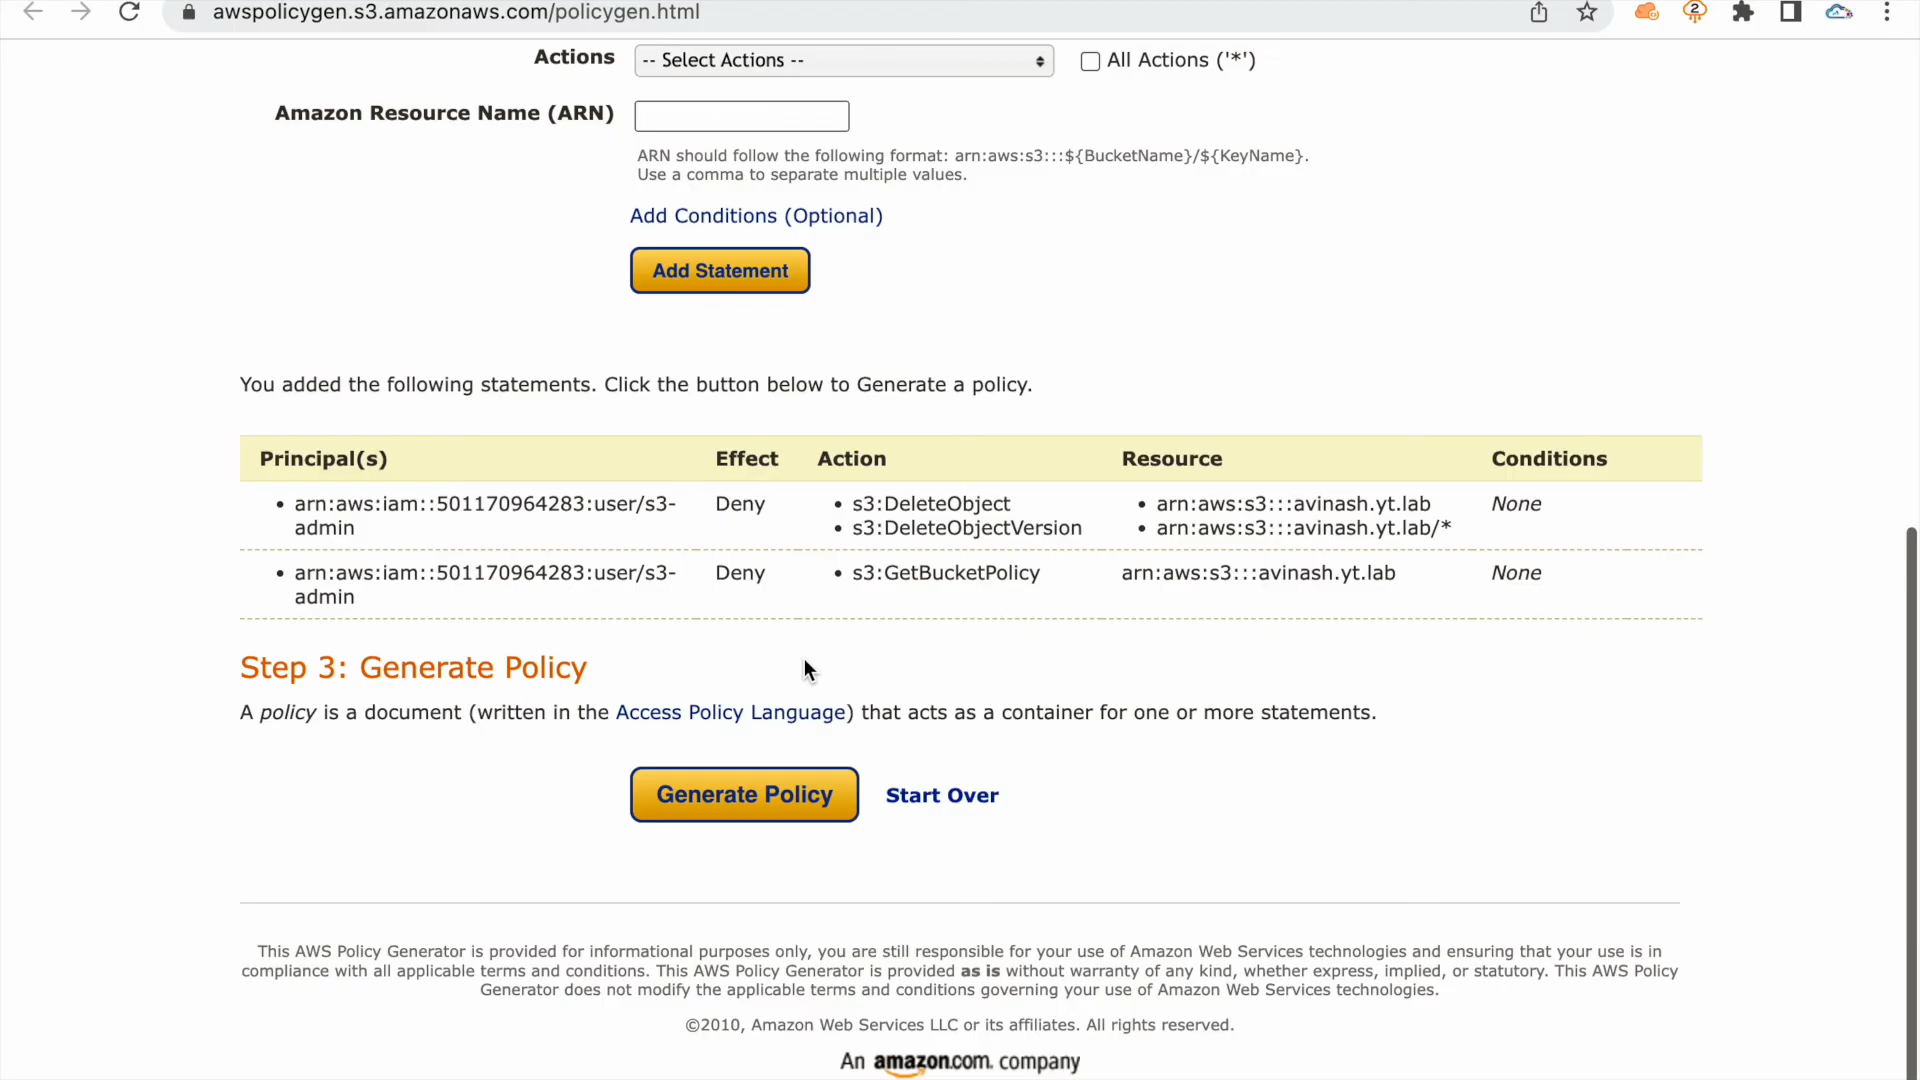 awspolicygen.s3.amazonaws.com/policygen.html
2
Actions
-- Select Actions --
All Actions ('*')
Amazon Resource Name (ARN)
ARN should follow the following format: arn:aws:s3:::${BucketName}/${KeyName}.
Use a comma to separate multiple values.
Add Conditions (Optional)
Add Statement
You added the following statements. Click the button below to Generate a policy.
Principal(s) Effect Action Resource Conditions
• arn:aws:iam::501170964283:user/s3- Deny • s3:DeleteObject • arn:aws:s3:::avinash.yt.lab None
admin • s3:DeleteObjectVersion • arn:aws:s3:::avinash.yt.lab/*
• arn:aws:iam::501170964283:user/s3- Deny • s3:GetBucketPolicy arn:aws:s3:::avinash.yt.lab None
admin
Step 3: Generate Policy
A policy is a document (written in the Access Policy Language) that acts as a container for one or more statements.
Generate Policy Start Over
This AWS Policy Generator is provided for informational purposes only, you are still responsible for your use of Amazon Web Services technologies and ensuring that your use is in
compliance with all applicable terms and conditions. This AWS Policy Generator is provided as is without warranty of any kind, whether express, implied, or statutory. This AWS Policy
Generator does not modify the applicable terms and conditions governing your use of Amazon Web Services technologies.
©2010, Amazon Web Services LLC or its affiliates. All rights reserved.
An amazon.com. company